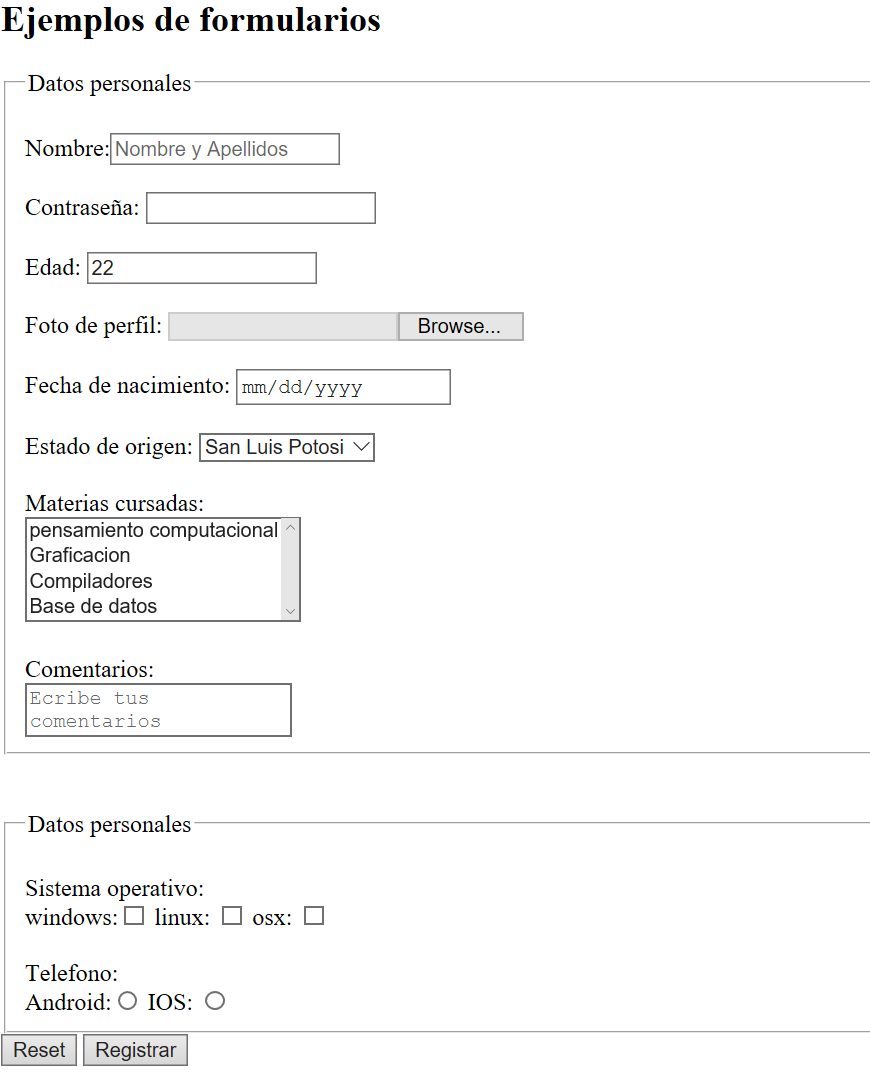 Ejemplos de formularios
Datos personales
Nombre: Nombre y Apellidos
Contraseña:
Edad: 22
Foto de perfil: Browse...
Fecha de nacimiento: mm/dd/yyyy
Estado de origen: San Luis Potosi
Materias cursadas:
pensamiento computacional
Graficacion
Compiladores
Base de datos
Comentarios:
Ecribe tus
comentarios
Datos personales
Sistema operativo:
windows: linux: osx:
Telefono:
Android: IOS:
Reset Registrar